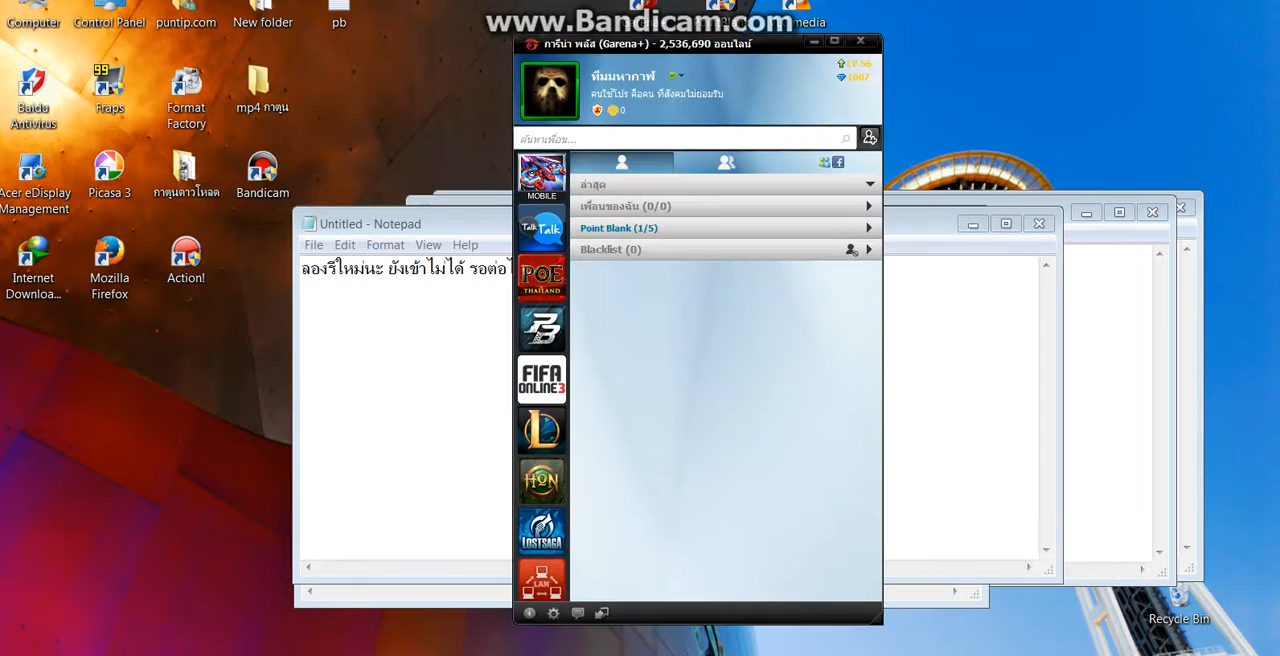 Computer
Control Panel
puntip.com
New folder
pb
www.Bandicam.com
Baidu Antivirus
99
Fraps
Format Factory
mp4 กาตุน
Acer eDisplay Management
Picasa 3
กาตุนดาวโหลด
Bandicam
Internet Downloa...
Mozilla Firefox
Action!
Untitled - Notepad
File Edit Format View Help
ลองรีใหม่นะ ยังเข้าไม่ได้ รอต่อไ
การีน่า พลัส (Garena+) - 2,536,690 ออนไลน์
ทีมมหากาฬ
LV 56
1007
คนใช้โปร คือคน ที่สังคมไม่ยอมรับ
0
ค้นหาเพื่อน...
MOBILE
ล่าสุด
เพื่อนของฉัน (0/0)
Point Blank (1/5)
Blacklist (0)
TalkTalk
POE
THAILAND
PB
FIFA
ONLINE3
L
HON
LOSTSAGA
LAN
Recycle Bin